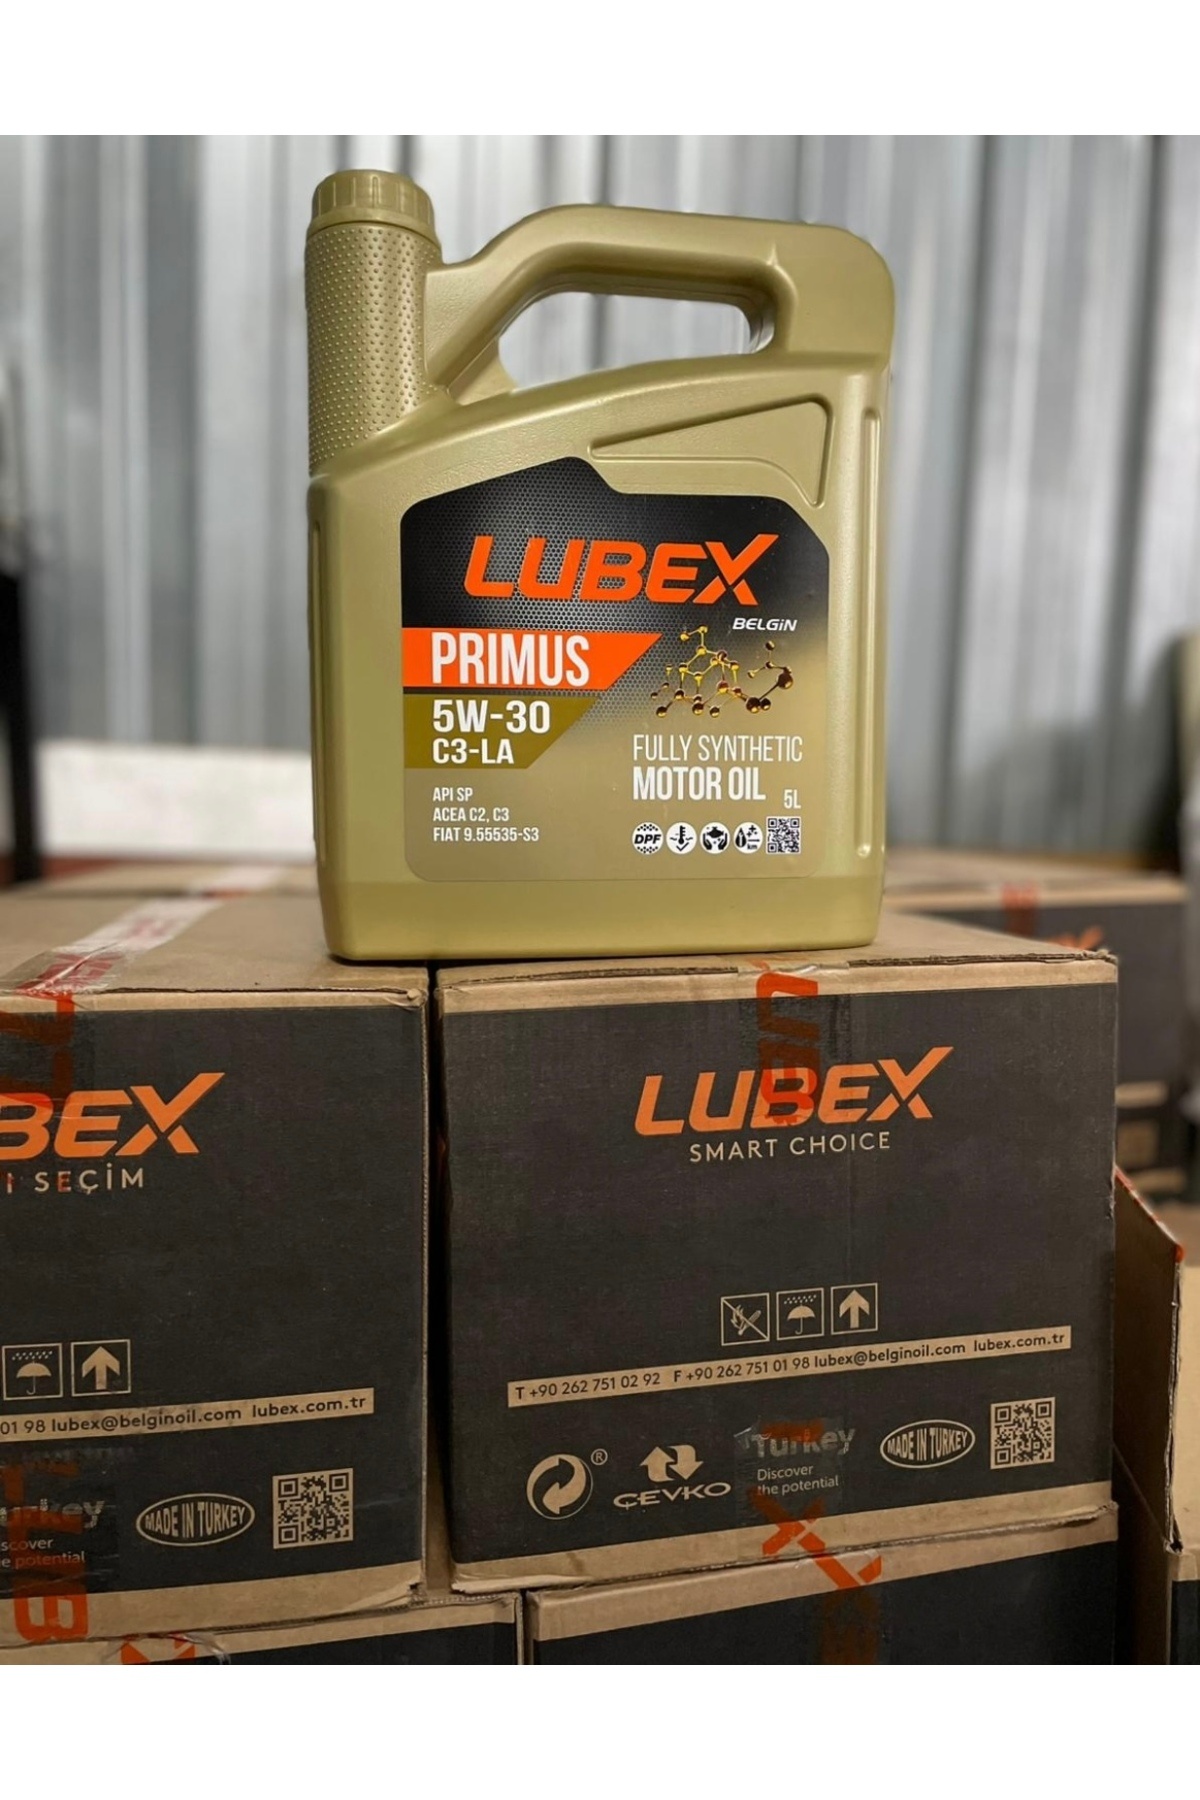 LUBEX
BELGiN
PRIMUS
5W-30
C3-LA
FULLY SYNTHETIC
MOTOR OIL 5L
API SP
ACEA C2, C3
FIAT 9.55535-S3
DPF
km
BEX
SEÇİM
01 98 lubex@belginoil.com lubex.com.tr
MADE IN TURKEY
potential
LUBEX
SMART CHOICE
T +90 262 751 02 92 F +90 262 751 01 98 lubex@belginoil.com lubex.com.tr
®
ÇEVKO
Turkey
Discover
the potential
MADE IN TURKEY